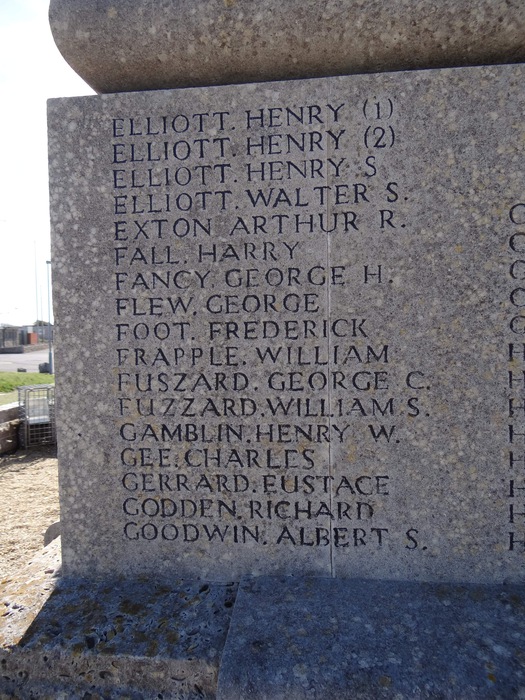 ELLIOTT. HENRY (1)
ELLIOTT. HENRY (2)
ELLIOTT. HENRY S
ELLIOTT. WALTER S.
EXTON ARTHUR R.
FALL. HARRY
FANCY. GEORGE H.
FLEW. GEORGE
FOOT. FREDERICK
FRAPPLE. WILLIAM
FUSZARD. GEORGE C.
FUZZARD. WILLIAM S.
GAMBLIN. HENRY W.
GEE. CHARLES
GERRARD. EUSTACE
GODDEN. RICHARD
GOODWIN. ALBERT S.